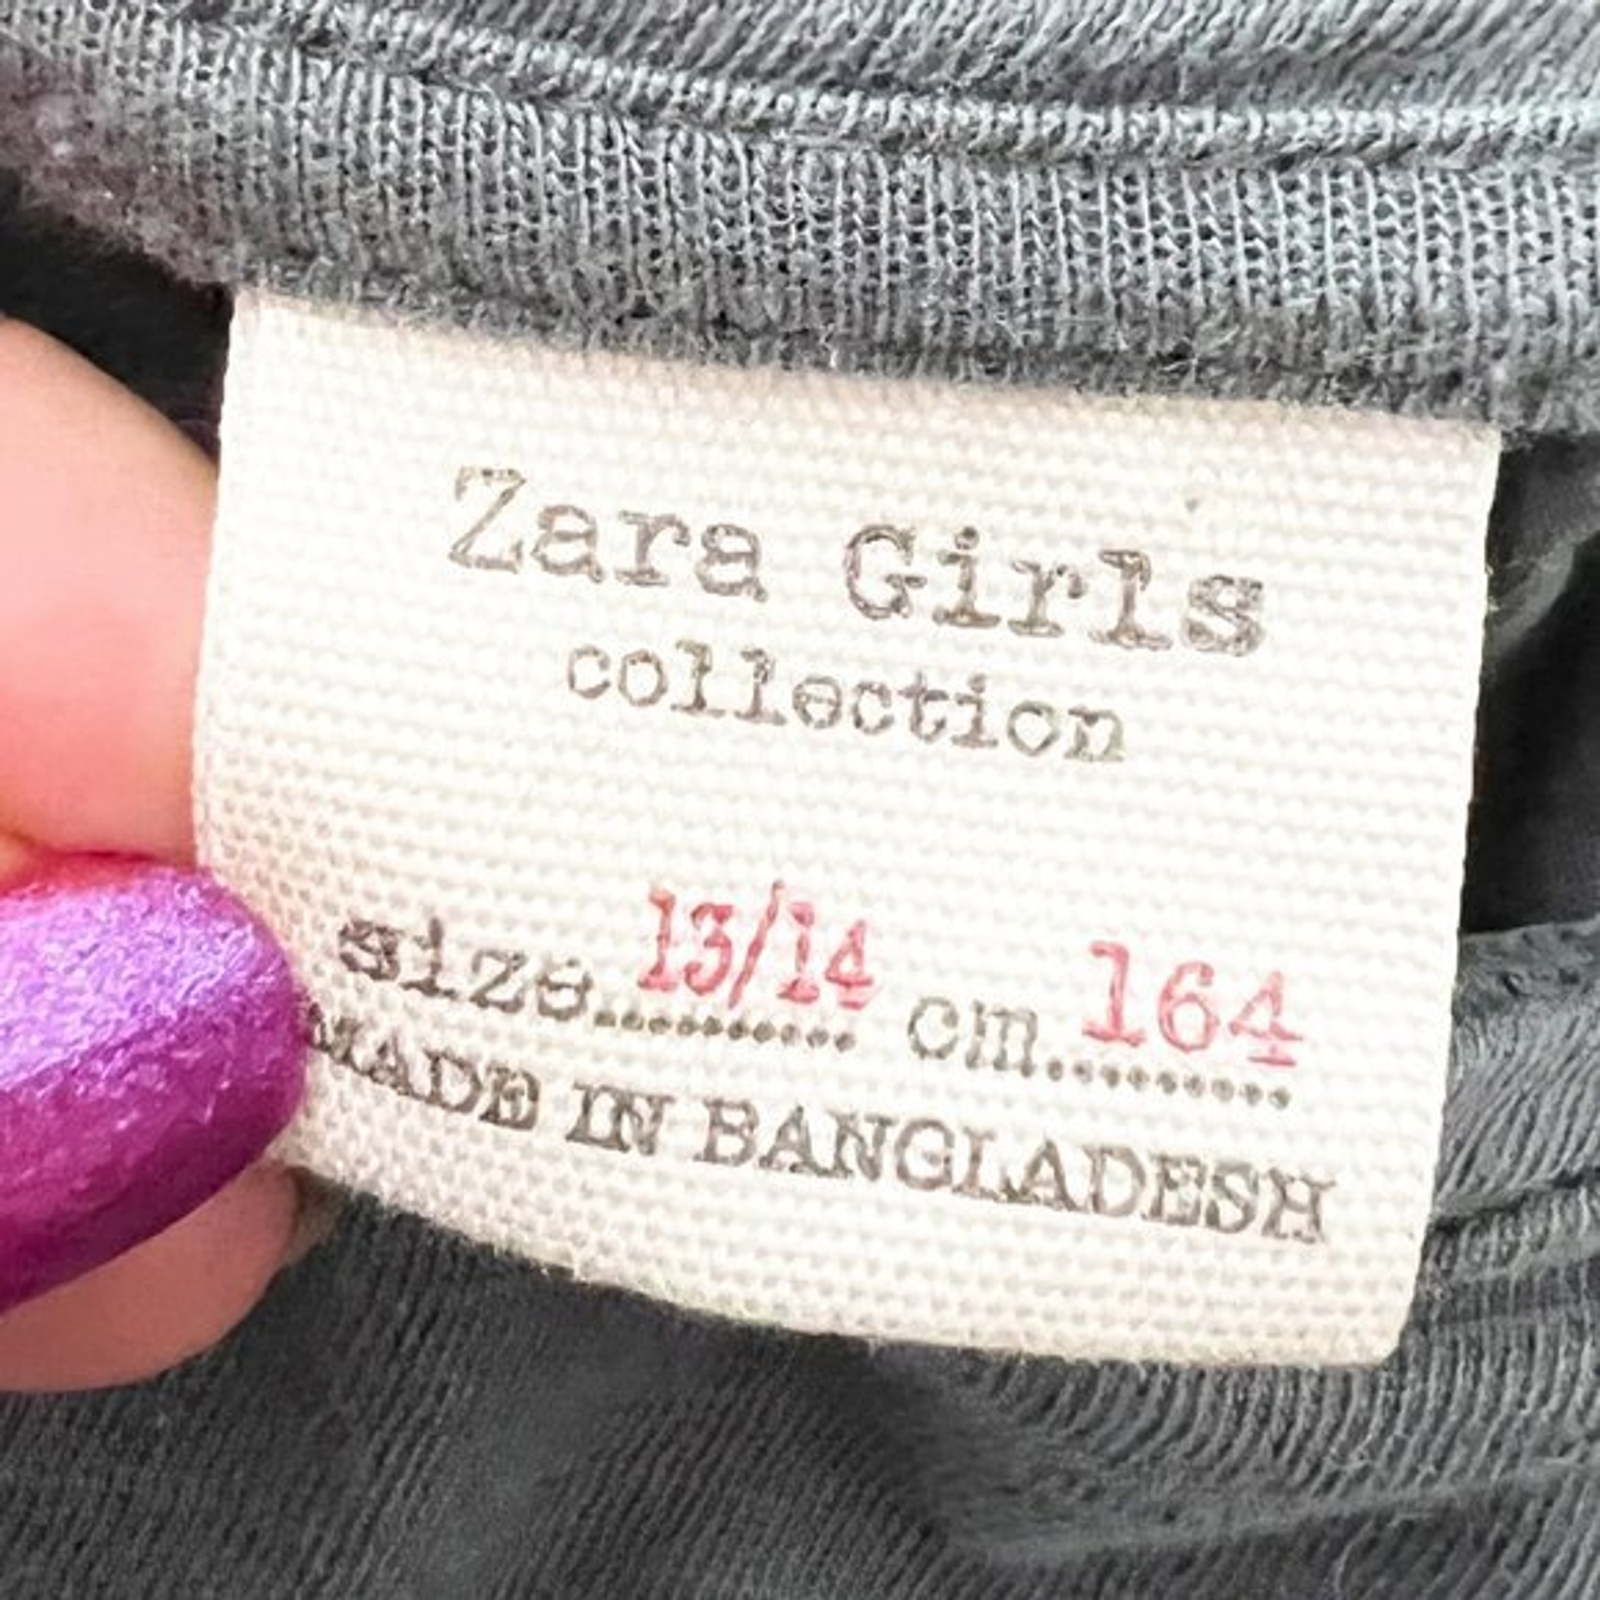 Zara Girls
collection
size..........13/14 cm..........164
MADE IN BANGLADESH